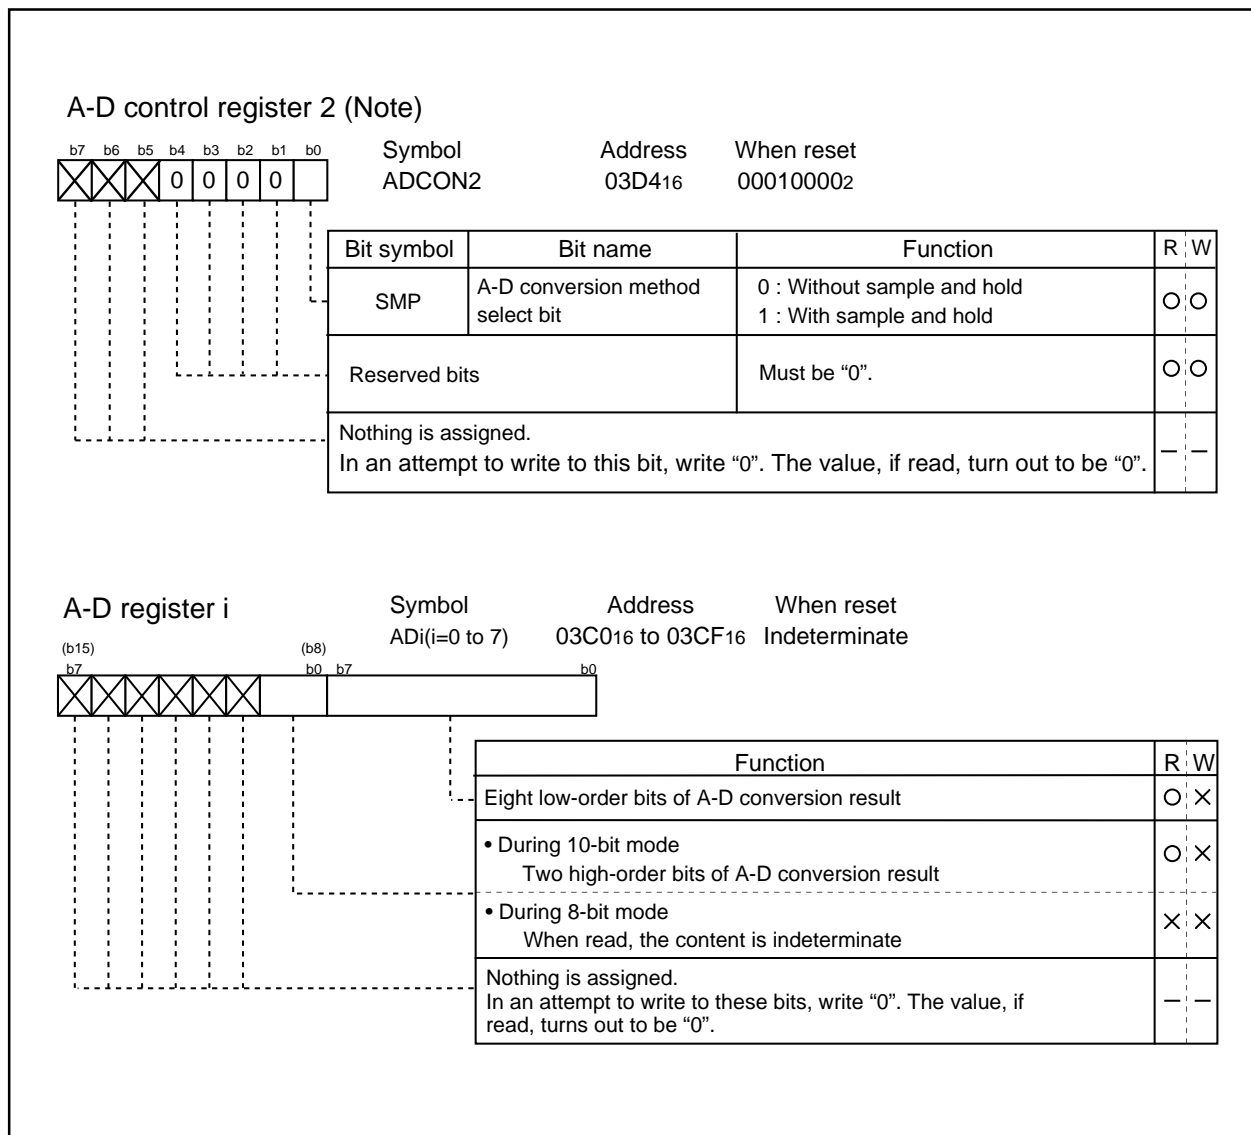 A-D control register 2 (Note)
b7 b6 b5 b4 b3 b2 b1 b0
0 0 0 0
Symbol Address When reset
ADCON2 03D416 000100002
Bit symbol Bit name Function R W
SMP A-D conversion method select bit 0 : Without sample and hold
1 : With sample and hold
Reserved bits Must be “0”.
Nothing is assigned.
In an attempt to write to this bit, write “0”. The value, if read, turn out to be “0”. – –
A-D register i
Symbol Address When reset
ADi(i=0 to 7) 03C016 to 03CF16 Indeterminate
(b15) (b8)
b7 b0 b7 b0
Function R W
Eight low-order bits of A-D conversion result
• During 10-bit mode
Two high-order bits of A-D conversion result
• During 8-bit mode
When read, the content is indeterminate
Nothing is assigned.
In an attempt to write to these bits, write “0”. The value, if – –
read, turns out to be “0”.